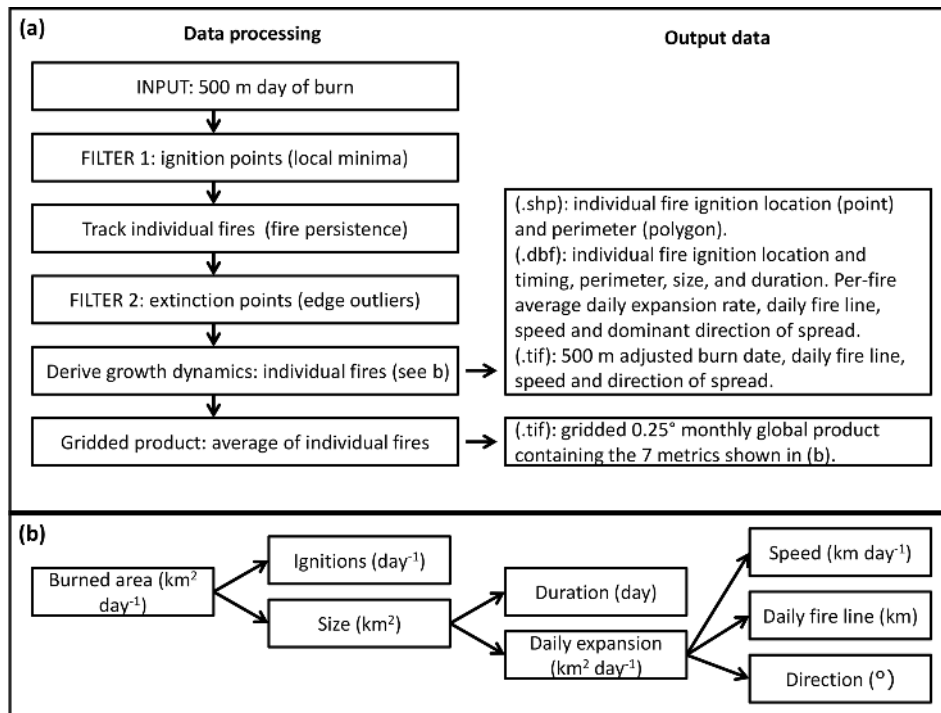 (a)
Data processing
Output data
INPUT: 500 m day of burn
FILTER 1: ignition points (local minima)
Track individual fires (fire persistence)
FILTER 2: extinction points (edge outliers)
Derive growth dynamics: individual fires (see b)
Gridded product: average of individual fires
(.shp): individual fire ignition location (point)
and perimeter (polygon).
(.dbf): individual fire ignition location and
timing, perimeter, size, and duration. Per-fire
average daily expansion rate, daily fire line,
speed and dominant direction of spread.
(.tif): 500 m adjusted burn date, daily fire line,
speed and direction of spread.
(.tif): gridded 0.25° monthly global product
containing the 7 metrics shown in (b).
(b)
Burned area (km²
day⁻¹)
Ignitions (day⁻¹)
Size (km²)
Duration (day)
Daily expansion
(km² day⁻¹)
Speed (km day⁻¹)
Daily fire line (km)
Direction (°)